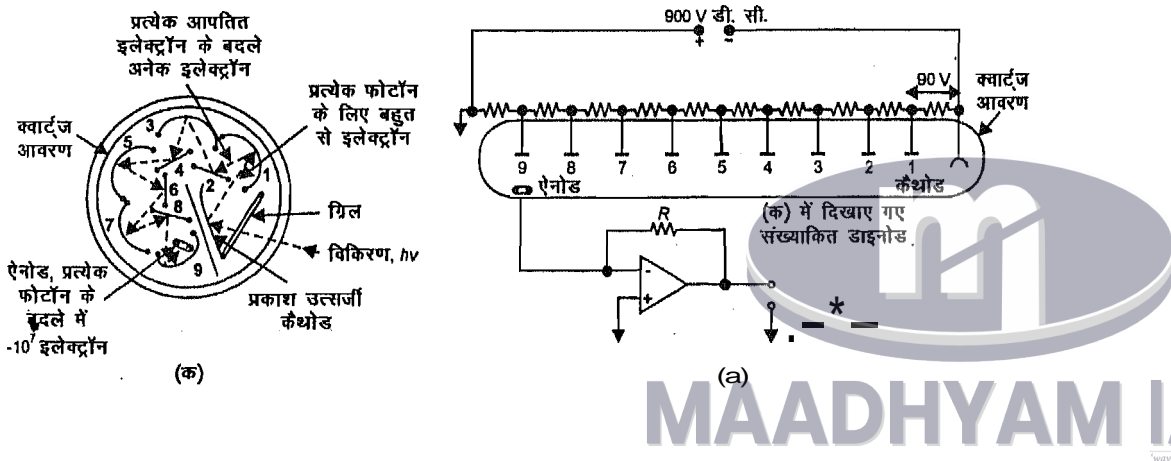 प्रत्येक आपतित
इलेक्ट्रॉन के बदले
अनेक इलेक्ट्रॉन
प्रत्येक फोटॉन
के लिए बहुत
से इलेक्ट्रॉन
क्वार्ट्ज
आवरण
3
5
4
2
1
6
8
7
9
ग्रिल
विकिरण, hν
प्रकाश उत्सर्जी
कैथोड
ऐनोड, प्रत्येक
फोटॉन के
बदले में
-10⁷ इलेक्ट्रॉन
(क)
900 V डी. सी.
+ −
90 V
क्वार्ट्ज
आवरण
9 8 7 6 5 4 3 2 1
ऐनोड
कैथोड
(क) में दिखाए गए
संख्याकित डाइनोड
R
-
+
(a)
MAADHYAM